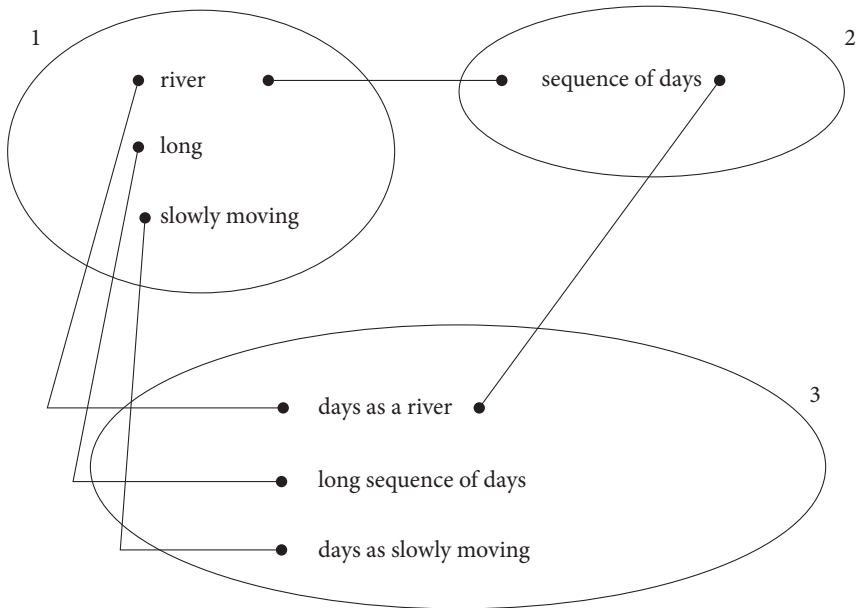 1
2
river
sequence of days
long
slowly moving
3
days as a river
long sequence of days
days as slowly moving